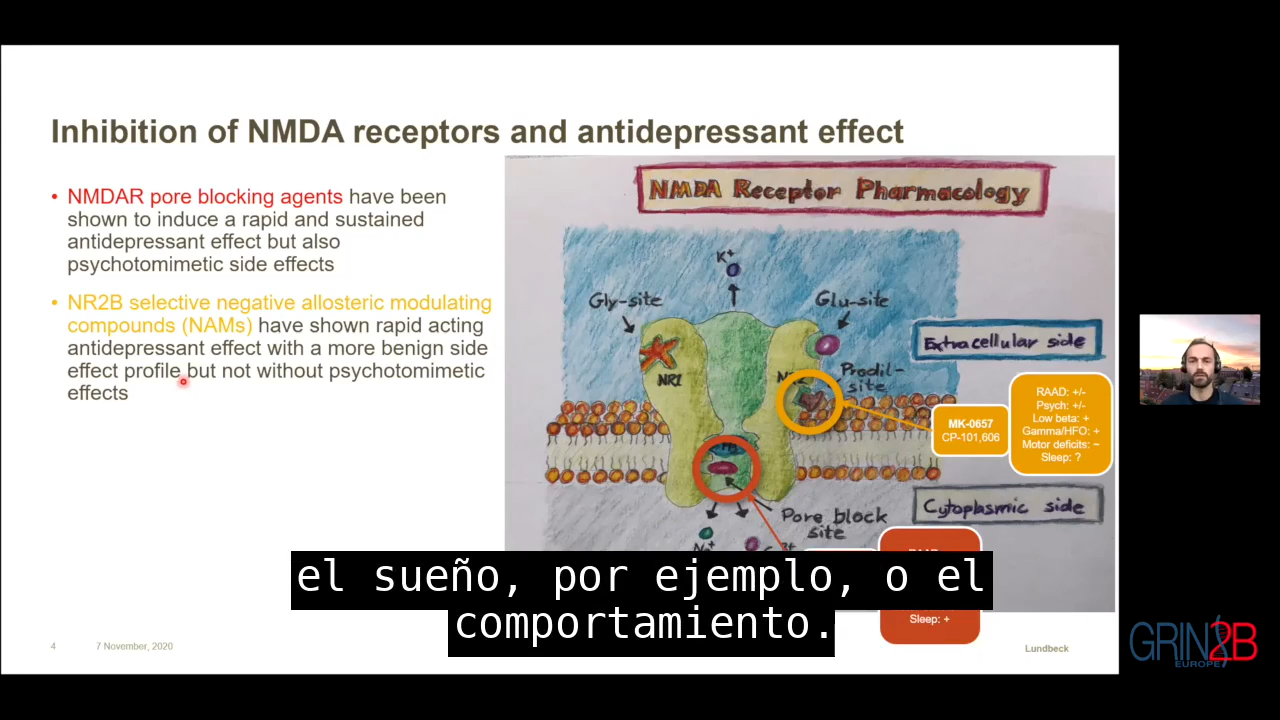 Inhibition of NMDA receptors and antidepressant effect
• NMDAR pore blocking agents have been
shown to induce a rapid and sustained
antidepressant effect but also
psychotomimetic side effects
• NR2B selective negative allosteric modulating
compounds (NAMs) have shown rapid acting
antidepressant effect with a more benign side
effect profile but not without psychotomimetic
effects
NMDA Receptor Pharmacology
K+
Gly-site
Glu-site
Extracellular side
NR1
Prodil-
site
MK-0657
CP-101,606
RAAD: +/-
Psych: +/-
Low beta: +
Gamma/HFO: +
Motor deficits: ~
Sleep: ?
Cytoplasmic side
Pore block
site
Sleep: +
el sueño, por ejemplo, o el
comportamiento.
4
7 November, 2020
Lundbeck
GRIN2B
EUROPE